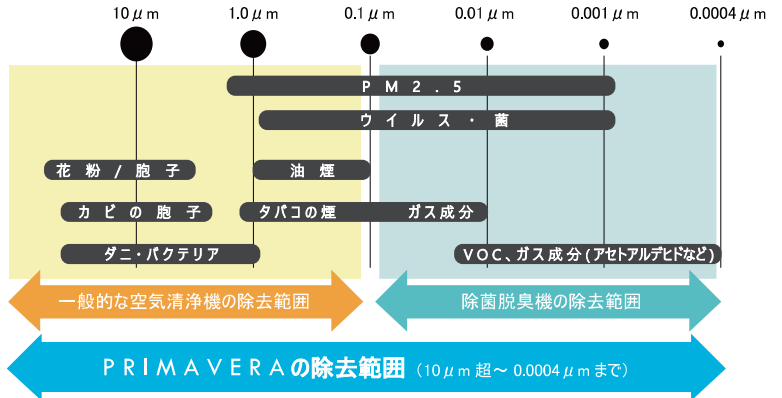 10μm 1.0μm 0.1μm 0.01μm 0.001μm 0.0004μm
PM2.5
ウイルス・菌
花粉/胞子 油煙
カビの胞子 タバコの煙 ガス成分
ダニ・バクテリア VOC、ガス成分(アセトアルデヒドなど)
一般的な空気清浄機の除去範囲 除菌脱臭機の除去範囲
PRIMAVERAの除去範囲 (10μm超〜0.0004μmまで)